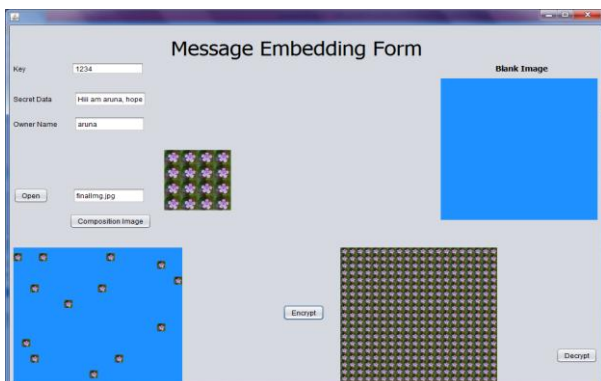 Message Embedding Form
Key 1234
Blank Image
Secret Data Hiii am aruna, hope
Owner Name aruna
Open finalimg.jpg
Composition Image
Encrypt
Decrypt